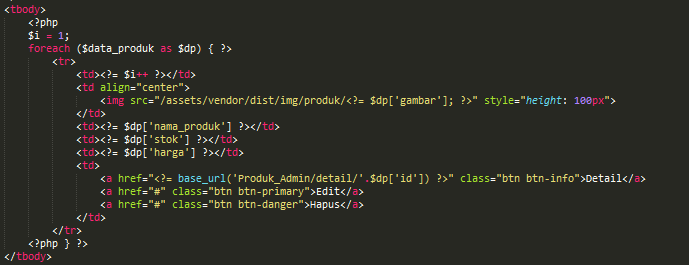 <tbody>
    <?php
    $i = 1;
    foreach ($data_produk as $dp) { ?>
        <tr>
            <td><?= $i++ ?></td>
            <td align="center">
                <img src="/assets/vendor/dist/img/produk/<?= $dp['gambar']; ?>" style="height: 100px">
            </td>
            <td><?= $dp['nama_produk'] ?></td>
            <td><?= $dp['stok'] ?></td>
            <td><?= $dp['harga'] ?></td>
            <td>
                <a href="<?= base_url('Produk_Admin/detail/'.$dp['id']) ?>" class="btn btn-info">Detail</a>
                <a href="#" class="btn btn-primary">Edit</a>
                <a href="#" class="btn btn-danger">Hapus</a>
            </td>
        </tr>
    <?php } ?>
</tbody>